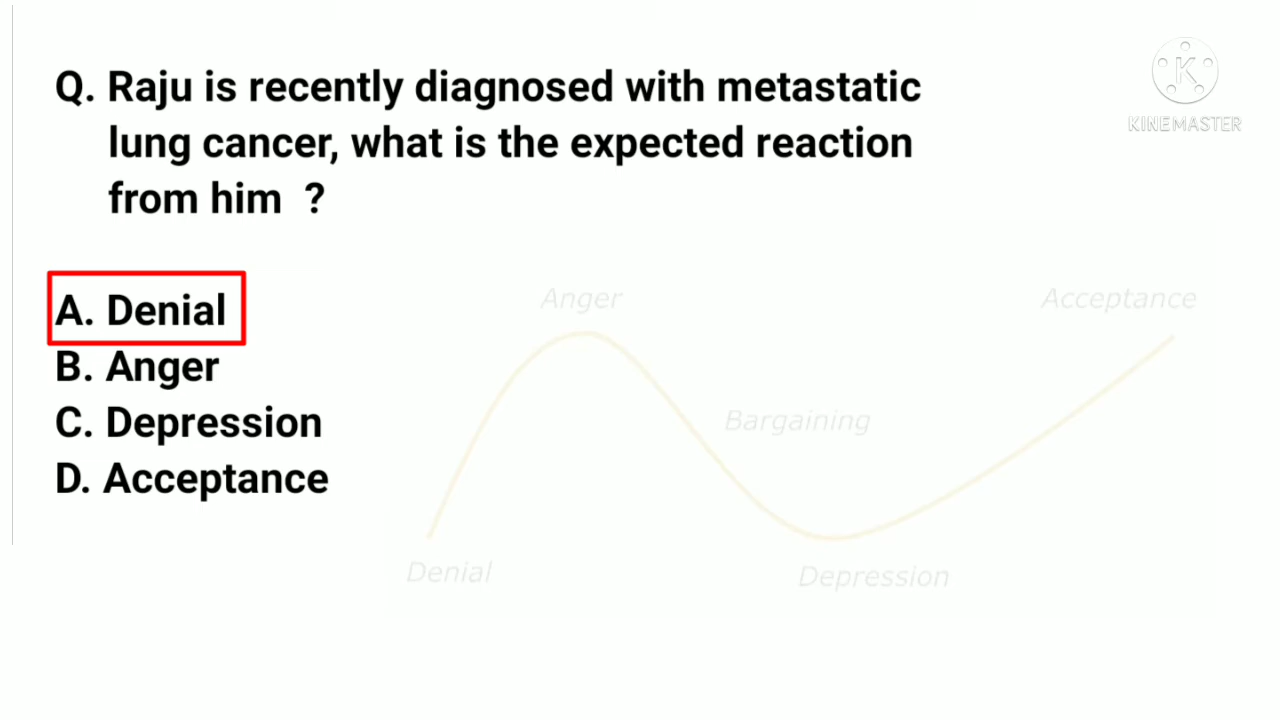 Q. Raju is recently diagnosed with metastatic
lung cancer, what is the expected reaction
from him ?
A. Denial
B. Anger
C. Depression
D. Acceptance
Anger
Acceptance
Bargaining
Denial
Depression
K
KINEMASTER